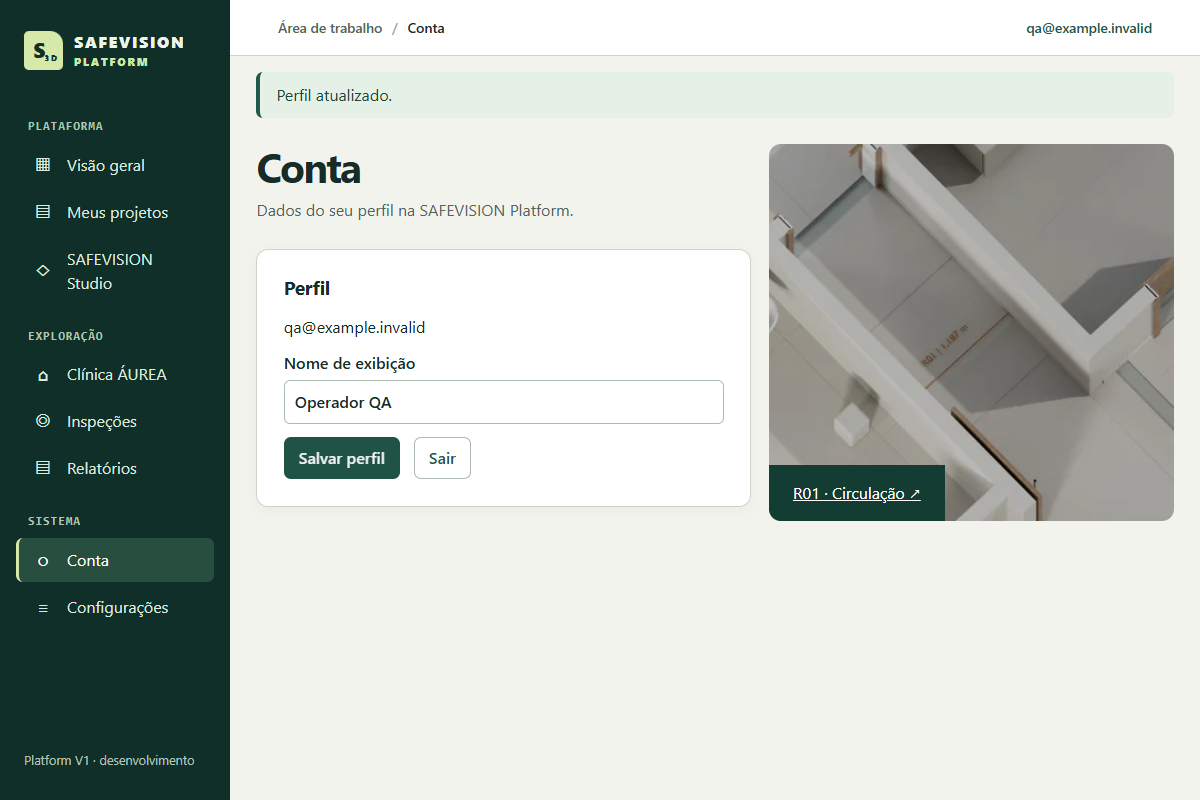 S3D
SAFEVISION
PLATFORM
PLATAFORMA
Visão geral
Meus projetos
SAFEVISION
Studio
EXPLORAÇÃO
Clínica ÁUREA
Inspeções
Relatórios
SISTEMA
Conta
Configurações
Platform V1 · desenvolvimento
Área de trabalho / Conta
qa@example.invalid
Perfil atualizado.
Conta
Dados do seu perfil na SAFEVISION Platform.
Perfil
qa@example.invalid
Nome de exibição
Operador QA
Salvar perfil
Sair
R01 · Circulação ↗